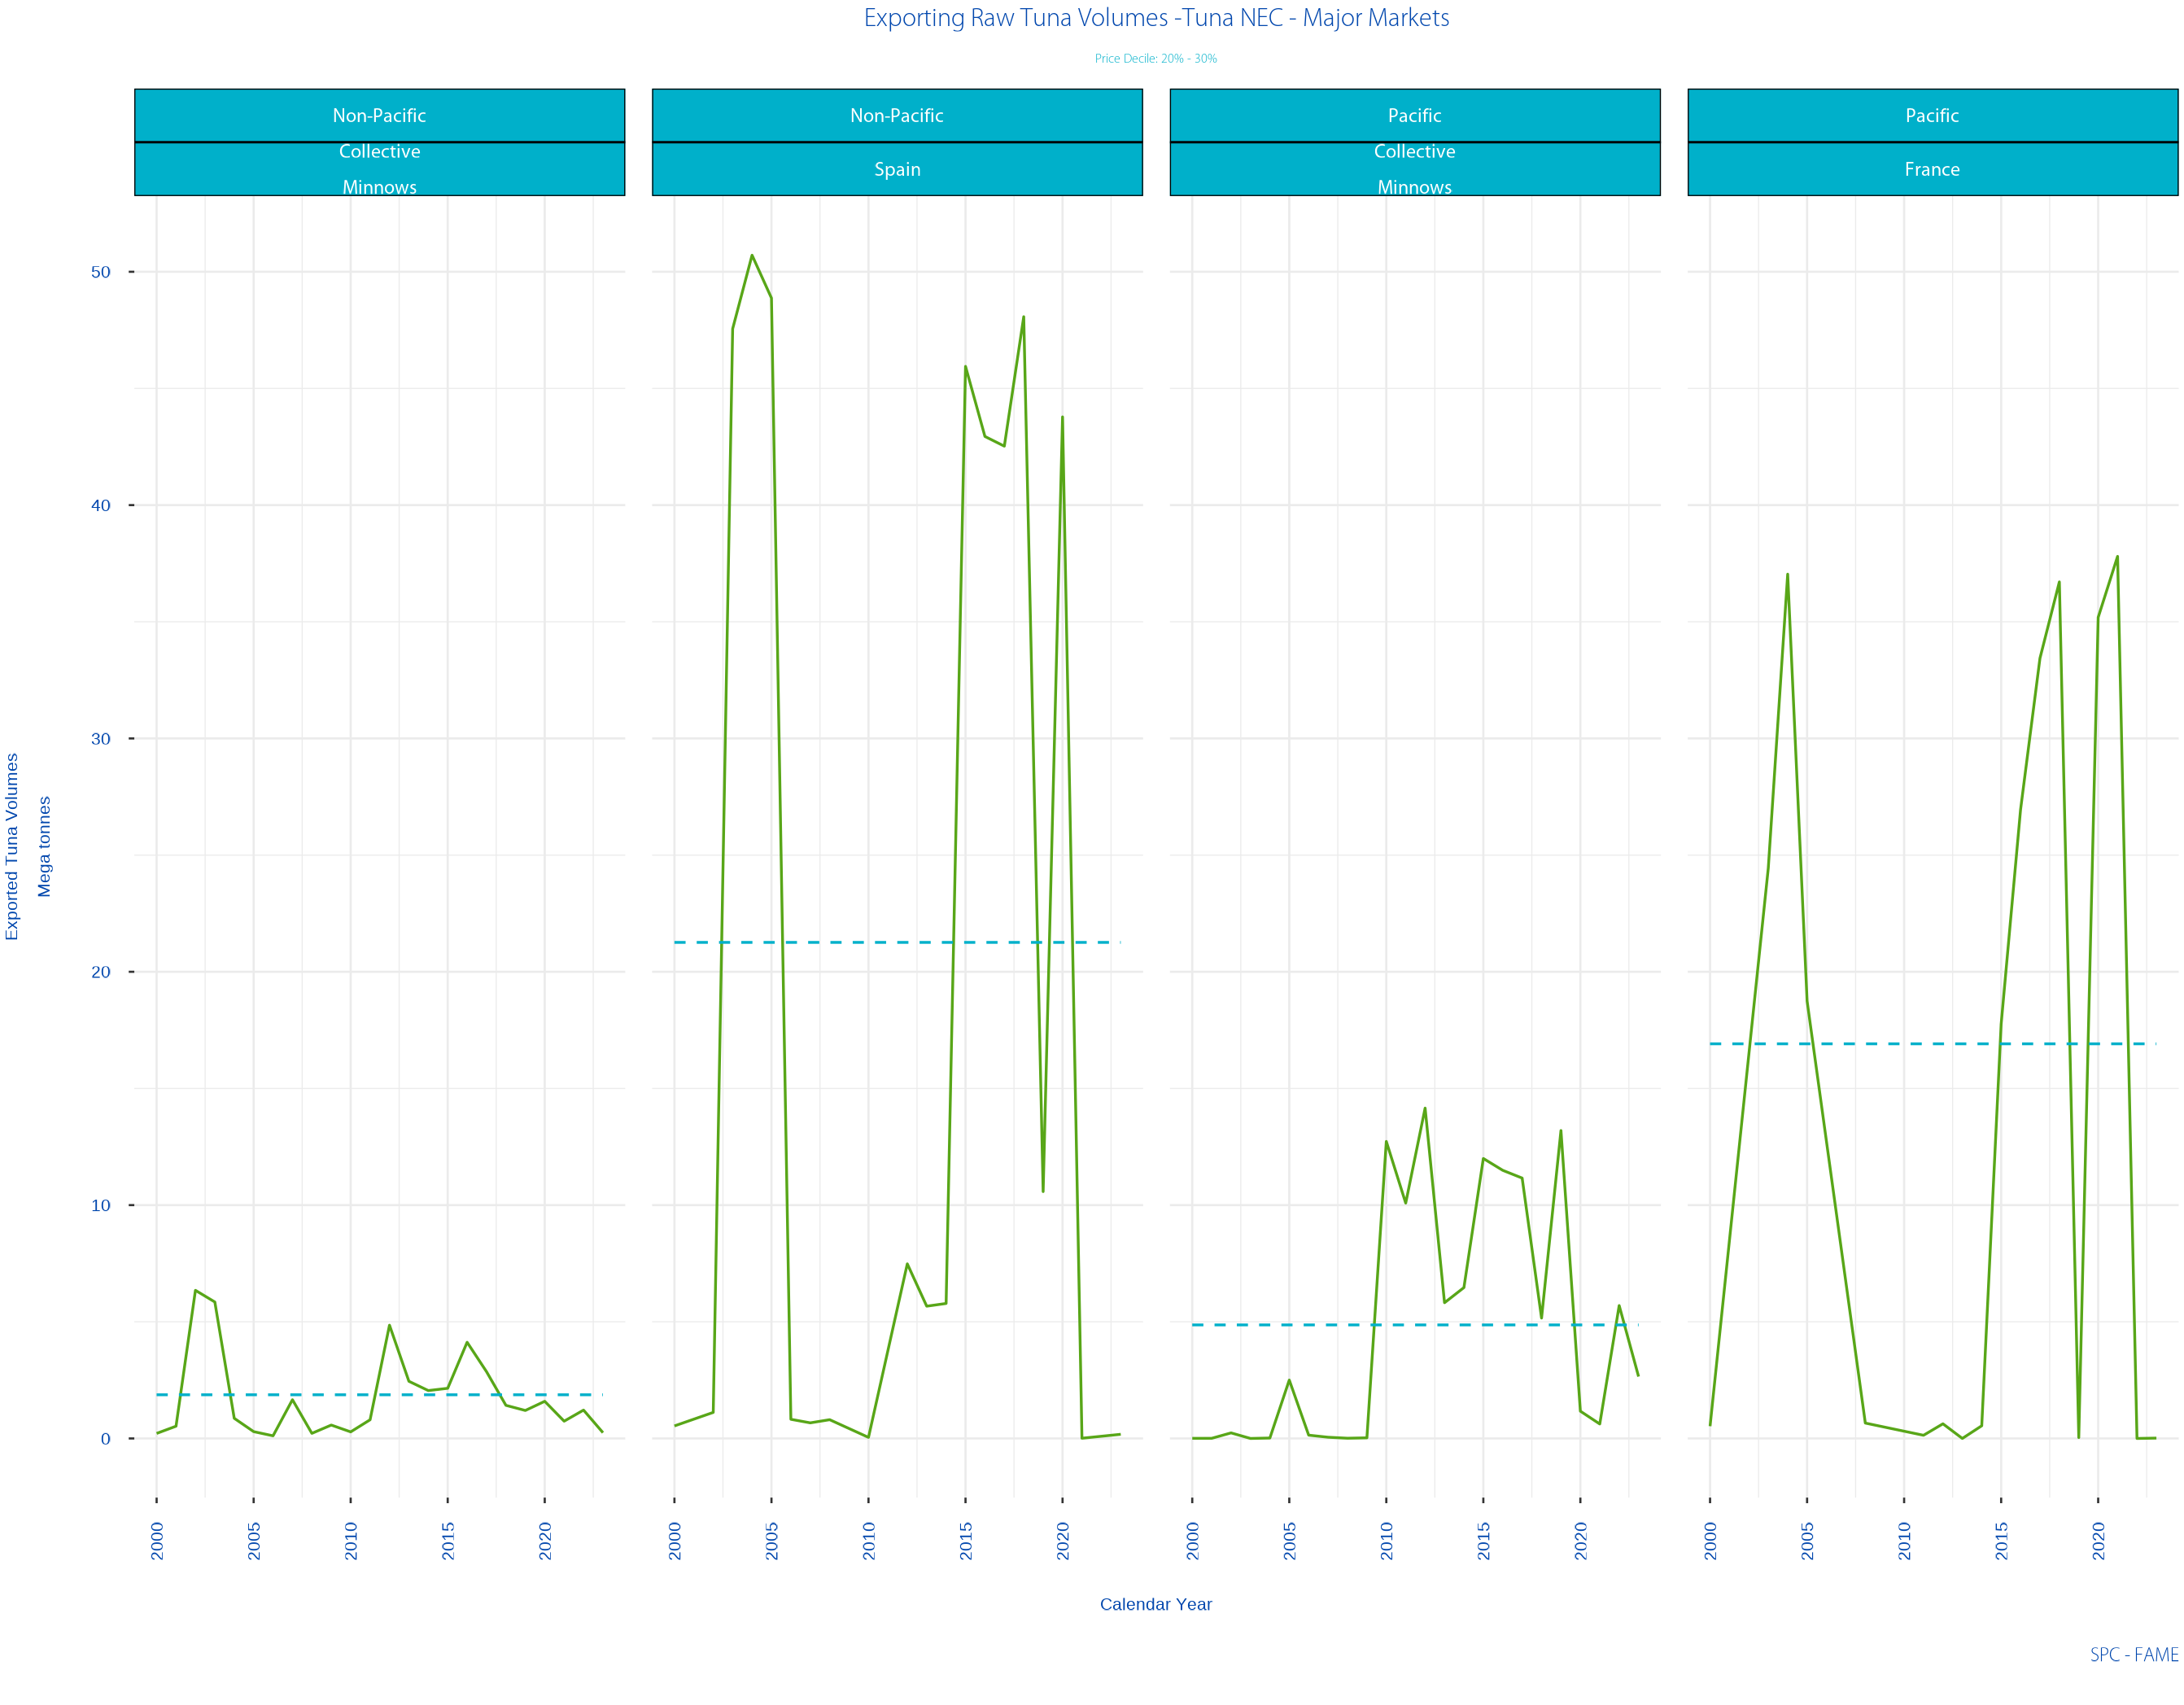 Exporting Raw Tuna Volumes -Tuna NEC - Major Markets
Price Decile: 20% - 30%
Non-Pacific
Non-Pacific
Pacific
Pacific
Collective
Minnows
Spain
Collective
Minnows
France
Exported Tuna Volumes
Mega tonnes
50
40
30
20
10
0
2000 2005 2010 2015 2020
2000 2005 2010 2015 2020
2000 2005 2010 2015 2020
2000 2005 2010 2015 2020
Calendar Year
SPC - FAME